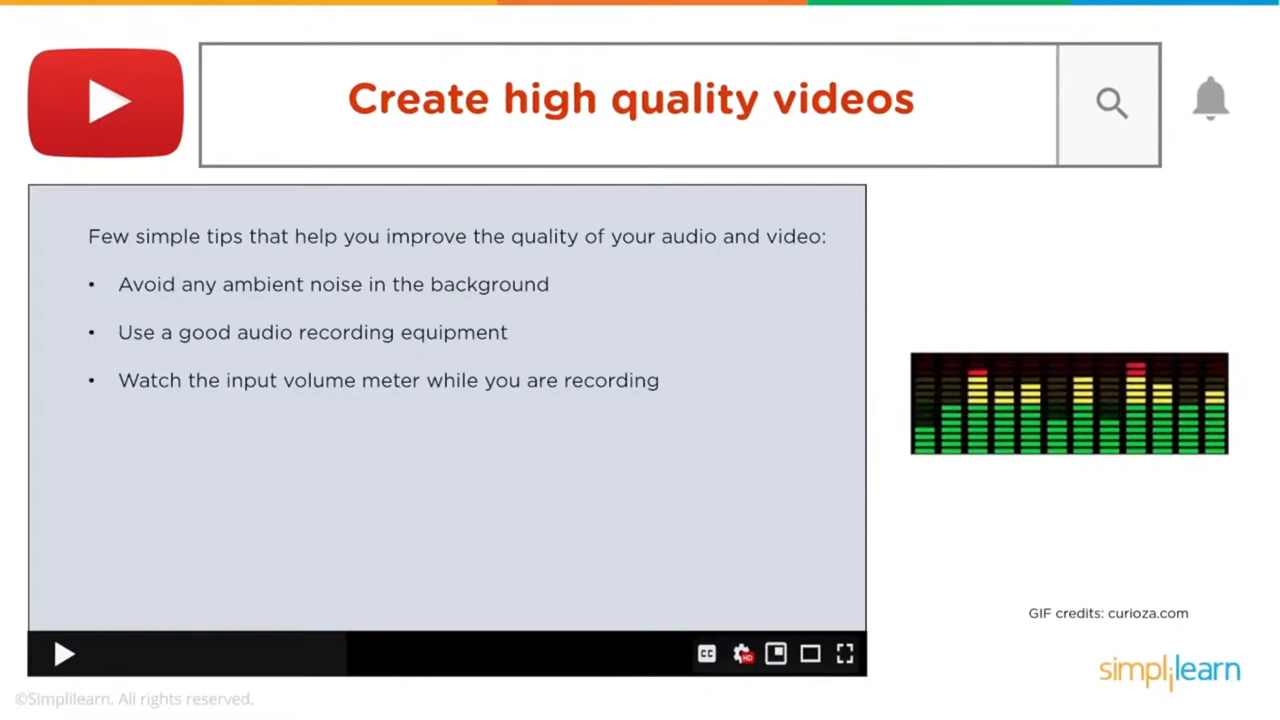 Create high quality videos
Few simple tips that help you improve the quality of your audio and video:
• Avoid any ambient noise in the background
• Use a good audio recording equipment
• Watch the input volume meter while you are recording
GIF credits: curioza.com
CC
HD
simplilearn
©Simplilearn. All rights reserved.